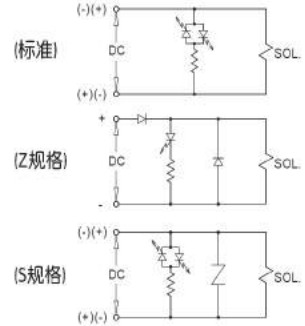 (-)(+)
(标准)
DC
SOL.
(+)(-)
+
(Z规格)
DC
SOL.
-
(-)(+)
(S规格)
DC
SOL.
(+)(-)